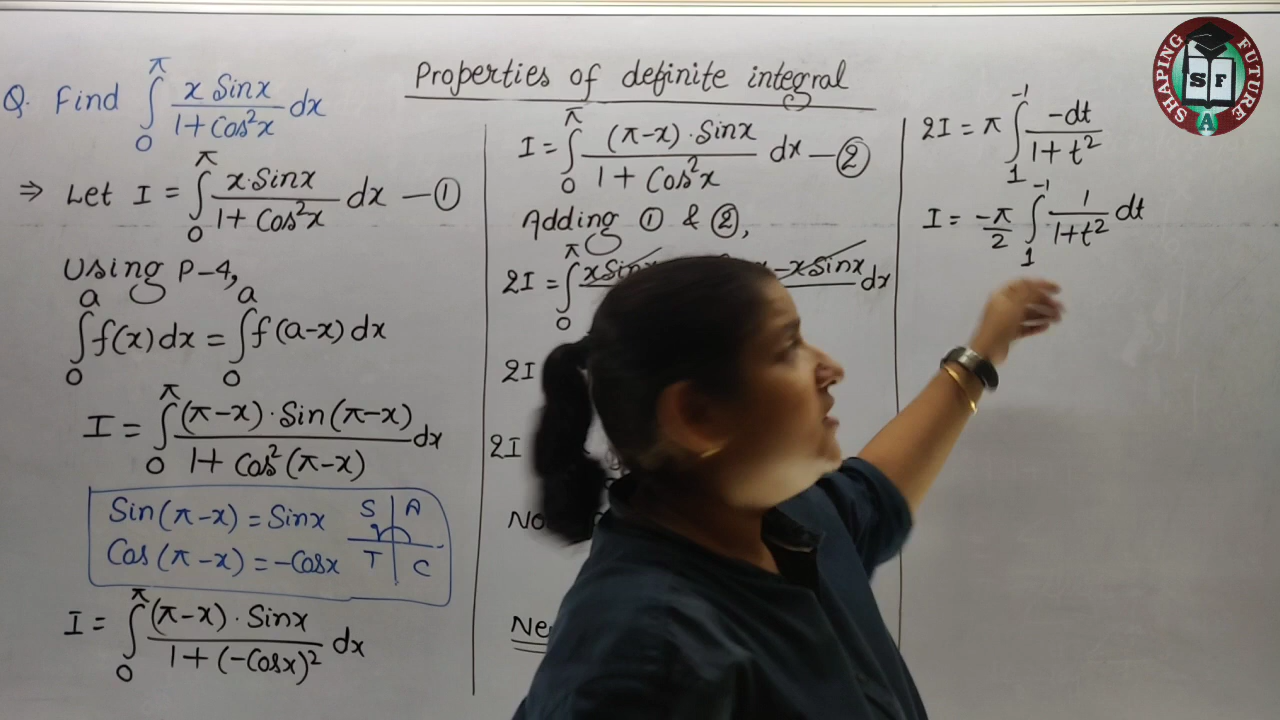 Properties of definite integral
Q. Find ∫₀^π x Sinx / 1+Cos²x dx
⇒ Let I = ∫₀^π x·Sinx / 1+Cos²x dx —①
Using P-4,
∫₀^a f(x)dx = ∫₀^a f(a-x)dx
I = ∫₀^π (π-x)·Sin(π-x) / 1+Cos²(π-x) dx
Sin(π-x) = Sinx
Cos(π-x) = -Cosx
S A
T C
I = ∫₀^π (π-x)·Sinx / 1+(-Cosx)² dx
I = ∫₀^π (π-x)·Sinx / 1+Cos²x dx —②
Adding ① & ②,
2I = ∫₀^π xSinx -xSinx dx
2I
2I
2I = π ∫₁^-1 -dt / 1+t²
I = -π/2 ∫₁^-1 1 / 1+t² dt
SHAPING FUTURE
S F
A